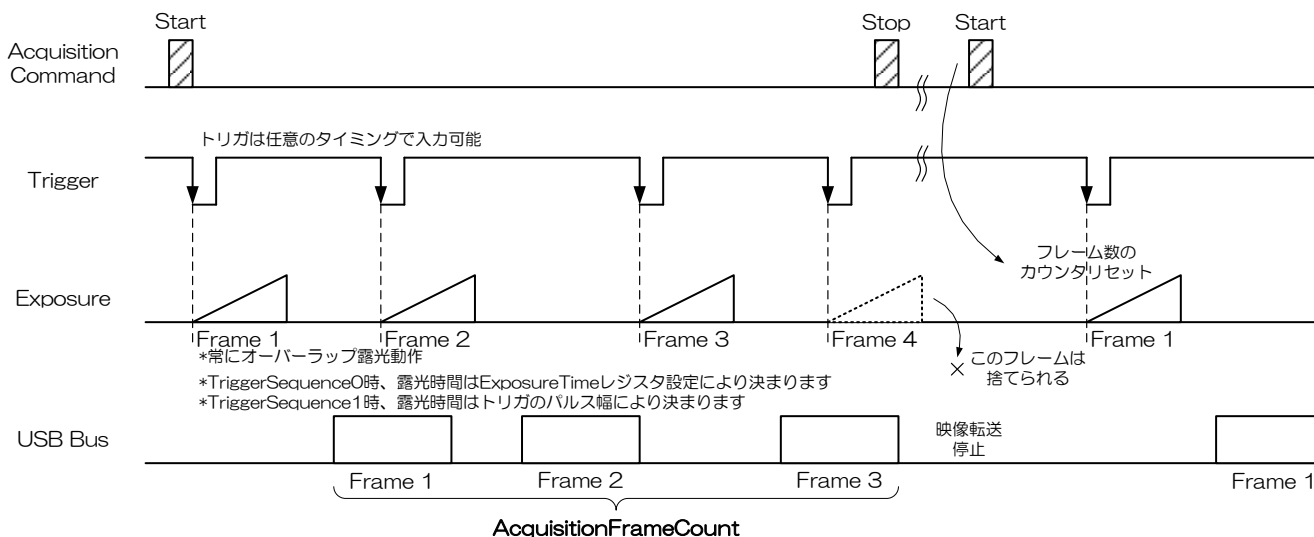 Start
Stop
Start
Acquisition
Command
トリガは任意のタイミングで入力可能
Trigger
フレーム数の
カウンタリセット
Exposure
Frame 1
Frame 2
Frame 3
Frame 4
Frame 1
*常にオーバーラップ露光動作
このフレームは
捨てられる
*TriggerSequence0時、露光時間はExposureTimeレジスタ設定により決まります
*TriggerSequence1時、露光時間はトリガのパルス幅により決まります
USB Bus
映像転送
停止
Frame 1
Frame 2
Frame 3
Frame 1
AcquisitionFrameCount